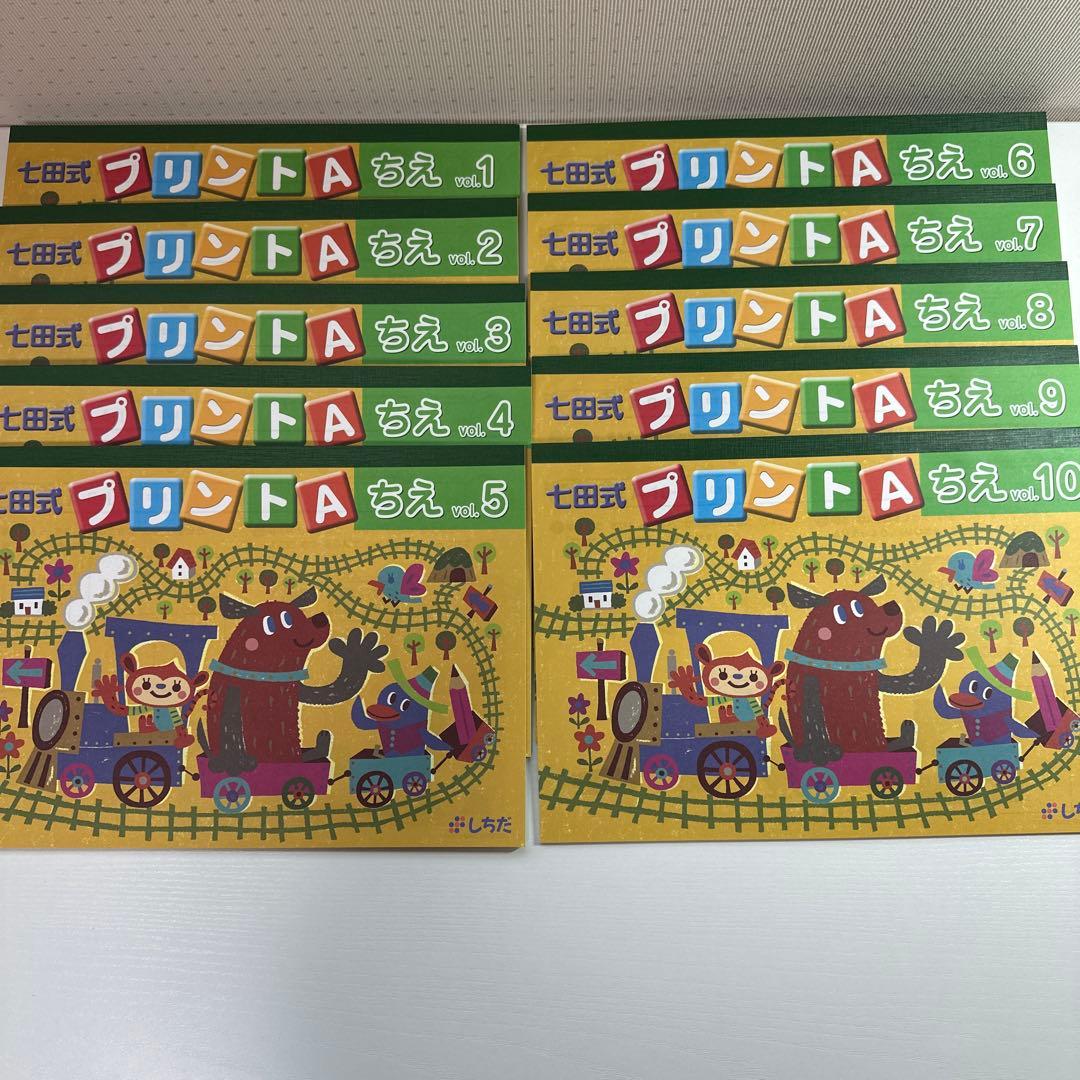 七田式 プリントA ちえ vol.1
七田式 プリントA ちえ vol.2
七田式 プリントA ちえ vol.3
七田式 プリントA ちえ vol.4
七田式 プリントA ちえ vol.5
しちだ
七田式 プリントA ちえ vol.6
七田式 プリントA ちえ vol.7
七田式 プリントA ちえ vol.8
七田式 プリントA ちえ vol.9
七田式 プリントA ちえ vol.10
しち